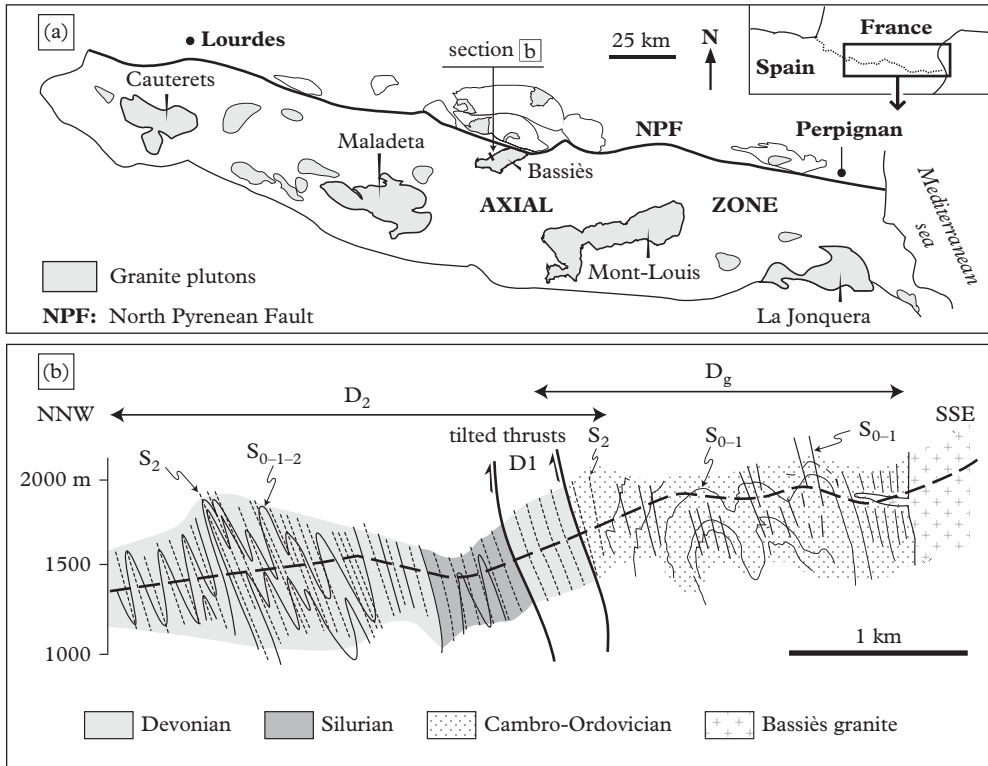 (a)
Lourdes
section b
25 km
N
France
Spain
Cauterets
NPF
Perpignan
Maladeta
Bassiès
AXIAL
ZONE
Mediterranean
sea
Granite plutons
Mont-Louis
NPF: North Pyrenean Fault
La Jonquera
(b)
D2
Dg
NNW
SSE
tilted thrusts
D1
S2
S0–1
S0–1
S2
S0–1–2
2000 m
1500
1000
1 km
Devonian
Silurian
Cambro-Ordovician
Bassiès granite